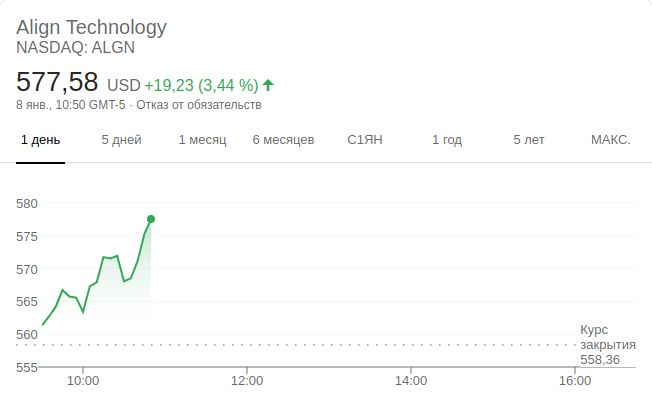 Align Technology
NASDAQ: ALGN
577,58 USD +19,23 (3,44 %)
8 янв., 10:50 GMT-5 · Отказ от обязательств
1 день 5 дней 1 месяц 6 месяцев С1ЯН 1 год 5 лет МАКС.
580
575
570
565
560
555
Курс
закрытия
558,36
10:00 12:00 14:00 16:00